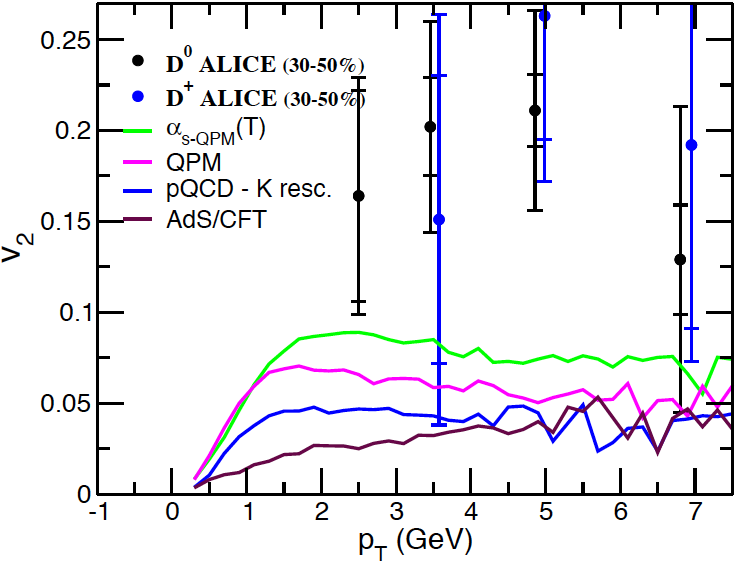 0.25
D0 ALICE (30-50%)
D+ ALICE (30-50%)
0.2
αs-QPM(T)
QPM
0.15
pQCD - K resc.
AdS/CFT
v2
0.1
0.05
0
-1 0 1 2 3 4 5 6 7
pT (GeV)